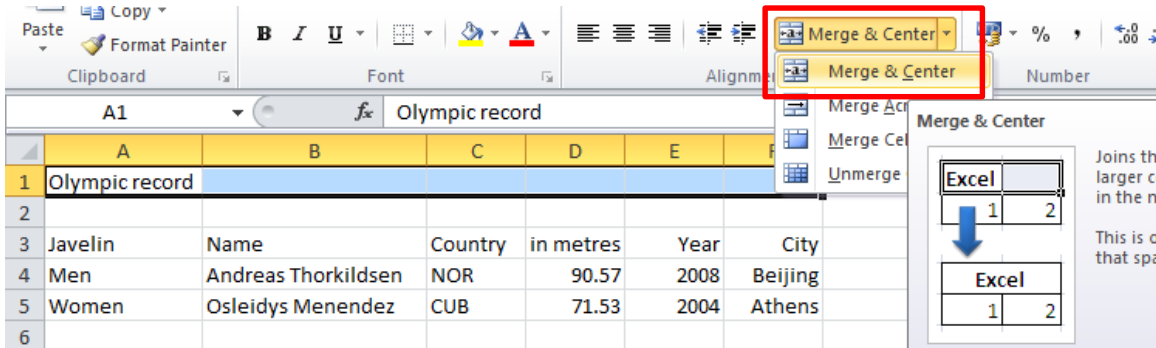 Copy
Paste
Format Painter
B I U A
Merge & Center
% ,
.00
Clipboard Font Number
Merge & Center
A1 fx Olympic record
Merge
Merge & Center
Merge
Unmerge
A B C D E
1 Olympic record
2
3 Javelin Name Country in metres Year City
4 Men Andreas Thorkildsen NOR 90.57 2008 Beijing
5 Women Osleidys Menendez CUB 71.53 2004 Athens
6
Excel
1 2
Excel
1 2
Joins
larger
in the
This is
that